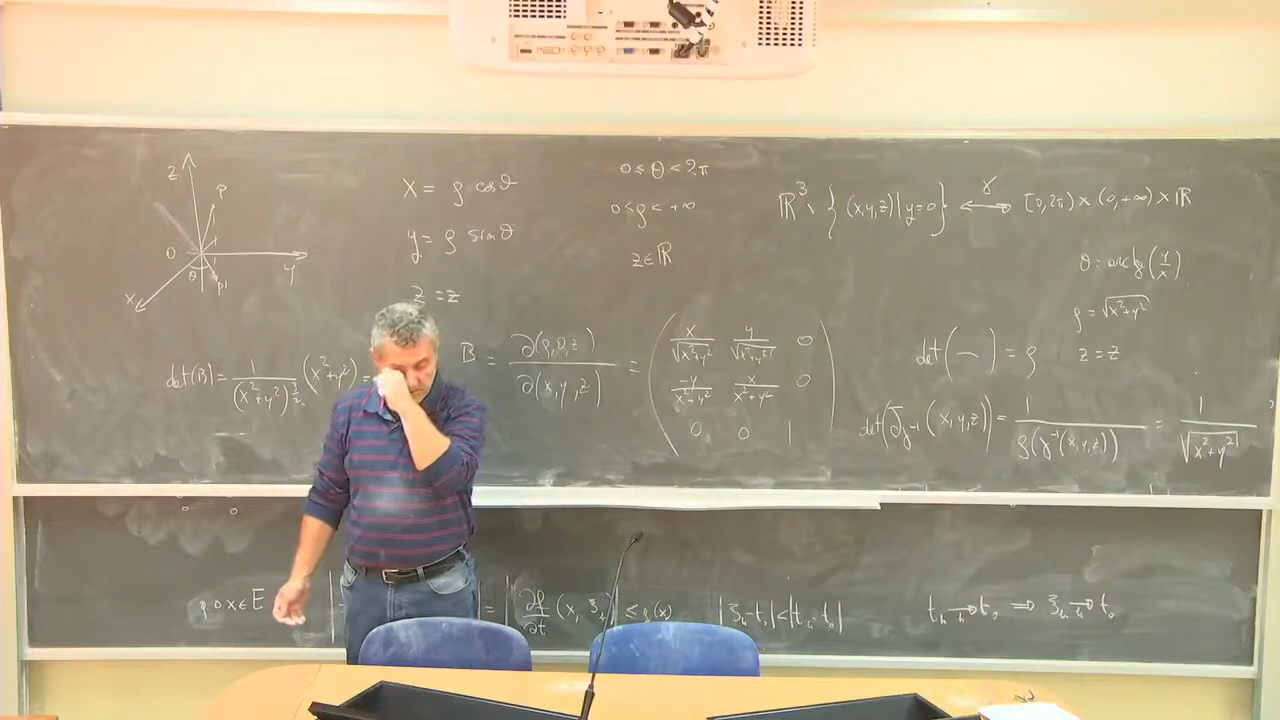 z
P
O
y
θ
P'
x
x = ρ cos θ
y = ρ sin θ
z = z
0 ≤ θ < 2π
0 ≤ ρ < +∞
z ∈ ℝ
ℝ³ \ { (x,y,z) | y=0 } ⟷ [0,2π) × (0,+∞) × ℝ
γ
θ = arctg(y/x)
ρ = √(x²+y²)
z = z
det(B) = 1/(x²+y²)^(3/2) (x²+y²) =
B = ∂(ρ,θ,z)/∂(x,y,z) = ( x/√(x²+y²) y/√(x²+y²) 0
-y/(x²+y²) x/(x²+y²) 0
0 0 1 )
det( — ) = ρ
det(J_γ⁻¹(x,y,z)) = 1/ρ(γ⁻¹(x,y,z)) = 1/√(x²+y²)
x ∈ E
= |∂f/∂t (x, ξₙ)| ≤ g(x) |ξₙ - t₀| < |tₙ - t₀| tₙ → t₀ ⇒ ξₙ → t₀